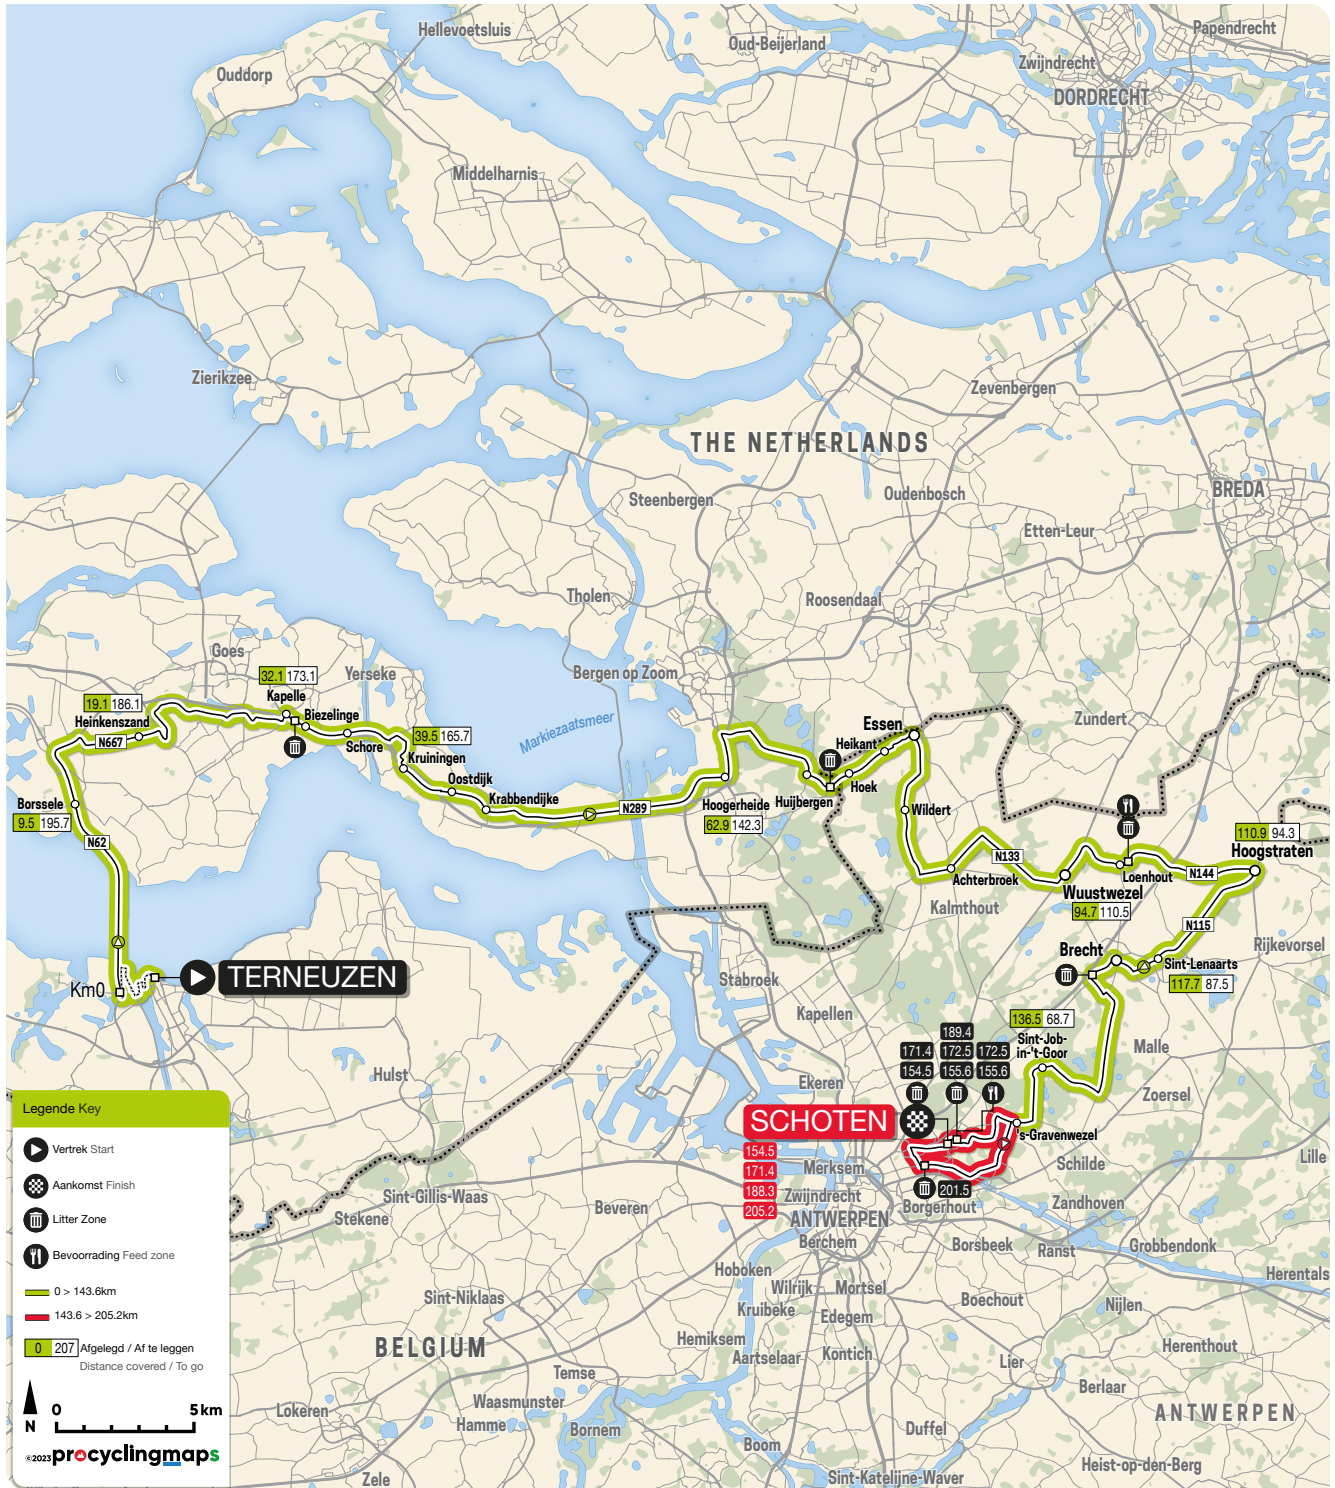 Hellevoetsluis
Oud-Beijerland
Papendrecht
Zwijndrecht
Ouddorp
DORDRECHT
Middelharnis
Zierikzee
Zevenbergen
THE NETHERLANDS
Steenbergen
Oudenbosch
BREDA
Etten-Leur
Tholen
Roosendaal
Goes
32.1 173.1
Yerseke
Bergen op Zoom
19.1 186.1
Kapelle
Heinkenszand
Biezelinge
Markiezaatsmeer
Essen
Zundert
N667
Schore
39.5 165.7
Heikant
Kruiningen
Oostdijk
Hoek
Krabbendijke
N289
Hoogerheide
Huijbergen
Borssele
9.5 195.7
62.9 142.3
Wildert
110.9 94.3
Hoogstraten
N62
N133
Achterbroek
Loenhout
N144
Wuustwezel
94.7 110.5
Kalmthout
N115
Brecht
Rijkevorsel
Sint-Lenaarts
117.7 87.5
TERNEUZEN
Km0
Stabroek
Kapellen
136.5 68.7
Sint-Job-
in-'t-Goor
Malle
189.4
171.4 172.5 172.5
154.5 155.6 155.6
Hulst
Ekeren
Zoersel
SCHOTEN
's-Gravenwezel
154.5
171.4
188.3
205.2
Merksem
Schilde
Lille
201.5
Zwijndrecht
Borgerhout
Zandhoven
Sint-Gillis-Waas
Stekene
Beveren
ANTWERPEN
Berchem
Borsbeek
Ranst
Grobbendonk
Hoboken
Wilrijk
Mortsel
Herentals
Sint-Niklaas
Kruibeke
Edegem
Boechout
Nijlen
BELGIUM
Hemiksem
Aartselaar
Kontich
Lier
Herenthout
Temse
Berlaar
Waasmunster
Lokeren
Hamme
Bornem
Duffel
ANTWERPEN
Boom
Heist-op-den-Berg
Zele
Sint-Katelijne-Waver
Legende Key
Vertrek Start
Aankomst Finish
Litter Zone
Bevoorrading Feed zone
0 > 143.6km
143.6 > 205.2km
0 207 Afgelegd / Af te leggen
Distance covered / To go
N
0 5 km
©2023 procyclingmaps